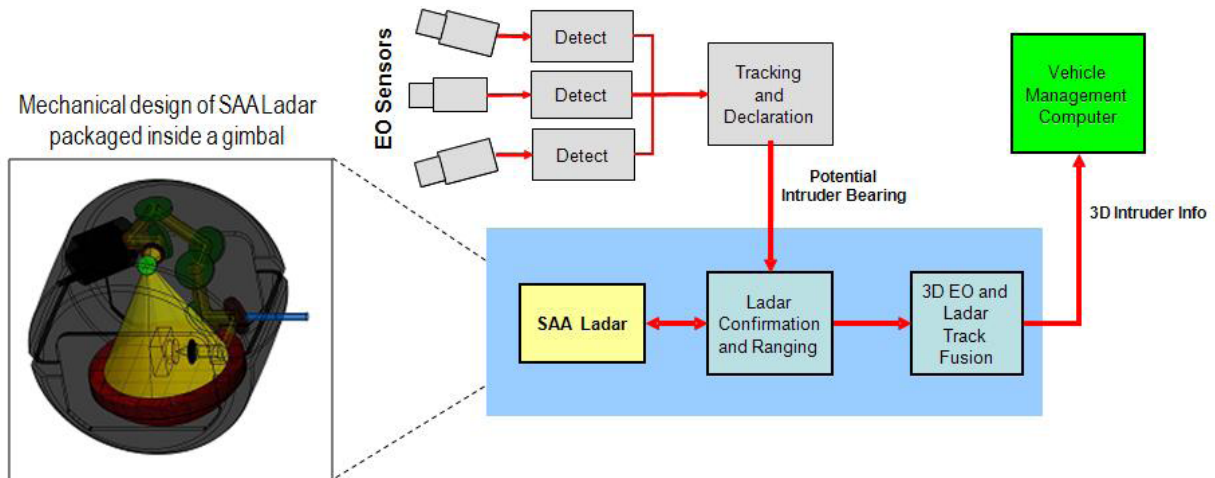 Mechanical design of SAA Ladar
packaged inside a gimbal
EO Sensors
Detect
Detect
Detect
Tracking
and
Declaration
Vehicle
Management
Computer
Potential
Intruder Bearing
3D Intruder Info
SAA Ladar
Ladar
Confirmation
and Ranging
3D EO and
Ladar
Track
Fusion